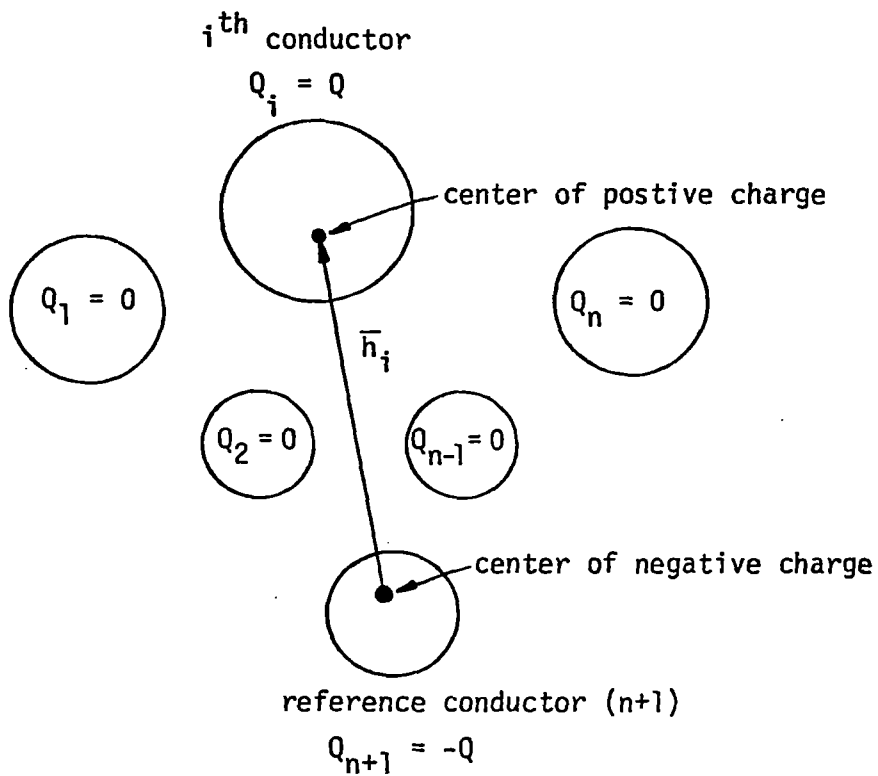 i^th conductor
Q_i = Q
center of postive charge
Q_1 = 0
Q_n = 0
h̅_i
Q_2 = 0
Q_n-1 = 0
center of negative charge
reference conductor (n+1)
Q_n+1 = -Q